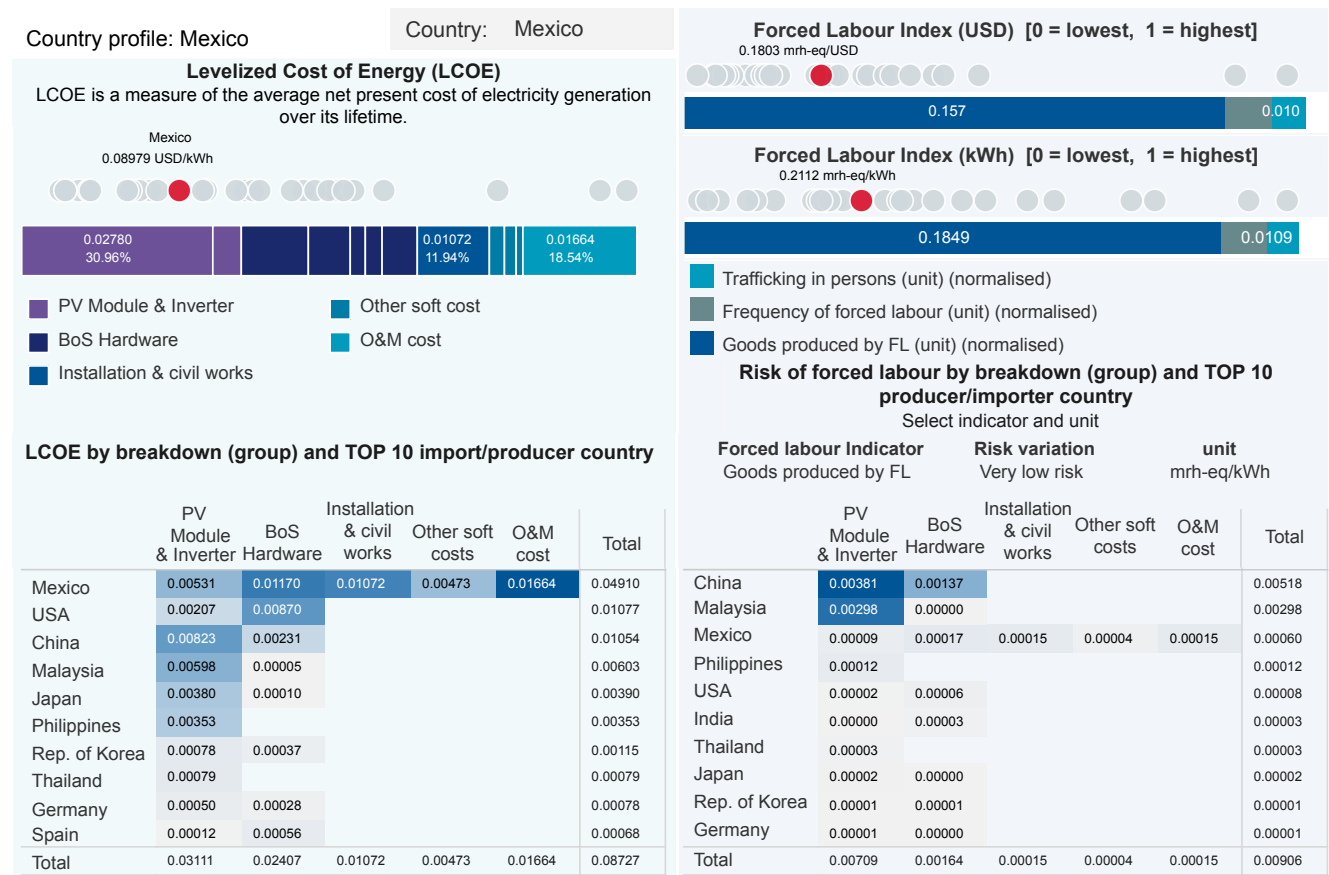 Country profile: Mexico
Country: Mexico
Levelized Cost of Energy (LCOE)
LCOE is a measure of the average net present cost of electricity generation
over its lifetime.
Mexico
0.08979 USD/kWh
0.02780
30.96%
0.01072
11.94%
0.01664
18.54%
PV Module & Inverter
BoS Hardware
Installation & civil works
Other soft cost
O&M cost
LCOE by breakdown (group) and TOP 10 import/producer country
PV
Module
& Inverter
BoS
Hardware
Installation
& civil
works
Other soft
costs
O&M
cost
Total
Mexico 0.00531 0.01170 0.01072 0.00473 0.01664 0.04910
USA 0.00207 0.00870 0.01077
China 0.00823 0.00231 0.01054
Malaysia 0.00598 0.00005 0.00603
Japan 0.00380 0.00010 0.00390
Philippines 0.00353 0.00353
Rep. of Korea 0.00078 0.00037 0.00115
Thailand 0.00079 0.00079
Germany 0.00050 0.00028 0.00078
Spain 0.00012 0.00056 0.00068
Total 0.03111 0.02407 0.01072 0.00473 0.01664 0.08727
Forced Labour Index (USD) [0 = lowest, 1 = highest]
0.1803 mrh-eq/USD
0.157 0.010
Forced Labour Index (kWh) [0 = lowest, 1 = highest]
0.2112 mrh-eq/kWh
0.1849 0.0109
Trafficking in persons (unit) (normalised)
Frequency of forced labour (unit) (normalised)
Goods produced by FL (unit) (normalised)
Risk of forced labour by breakdown (group) and TOP 10
producer/importer country
Select indicator and unit
Forced labour Indicator Risk variation unit
Goods produced by FL Very low risk mrh-eq/kWh
PV
Module
& Inverter
BoS
Hardware
Installation
& civil
works
Other soft
costs
O&M
cost
Total
China 0.00381 0.00137 0.00518
Malaysia 0.00298 0.00000 0.00298
Mexico 0.00009 0.00017 0.00015 0.00004 0.00015 0.00060
Philippines 0.00012 0.00012
USA 0.00002 0.00006 0.00008
India 0.00000 0.00003 0.00003
Thailand 0.00003 0.00003
Japan 0.00002 0.00000 0.00002
Rep. of Korea 0.00001 0.00001 0.00001
Germany 0.00001 0.00000 0.00001
Total 0.00709 0.00164 0.00015 0.00004 0.00015 0.00906